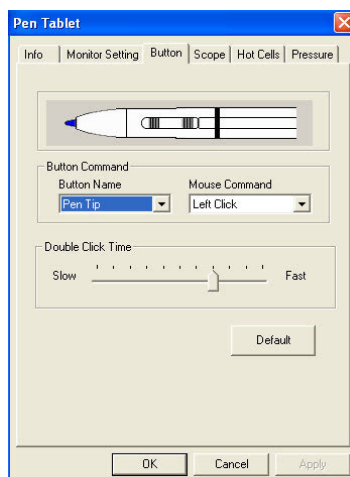 Pen Tablet
Info Monitor Setting Button Scope Hot Cells Pressure
Button Command
Button Name Mouse Command
Pen Tip Left Click
Double Click Time
Slow Fast
Default
OK Cancel Apply